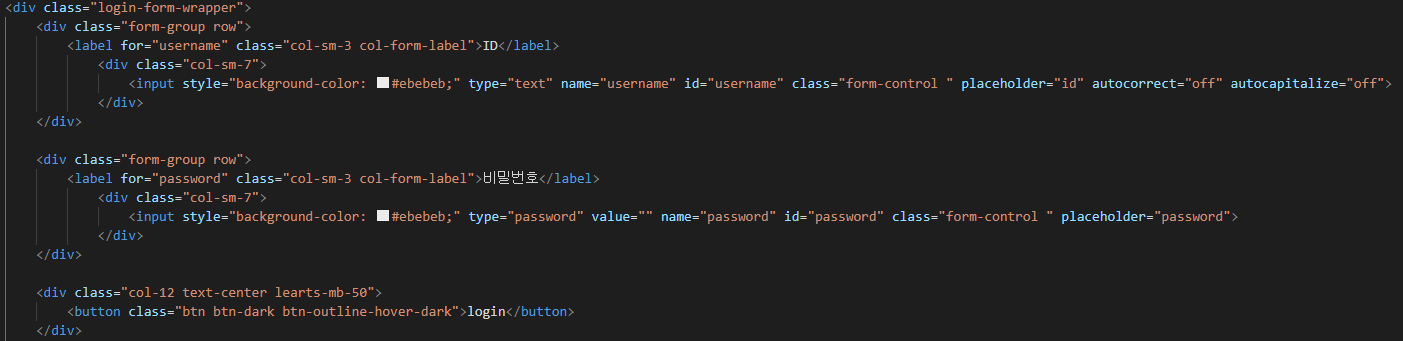 <div class="login-form-wrapper">
<div class="form-group row">
<label for="username" class="col-sm-3 col-form-label">ID</label>
<div class="col-sm-7">
<input style="background-color: #ebebeb;" type="text" name="username" id="username" class="form-control " placeholder="id" autocorrect="off" autocapitalize="off">
</div>
</div>
<div class="form-group row">
<label for="password" class="col-sm-3 col-form-label">비밀번호</label>
<div class="col-sm-7">
<input style="background-color: #ebebeb;" type="password" value="" name="password" id="password" class="form-control " placeholder="password">
</div>
</div>
<div class="col-12 text-center learts-mb-50">
<button class="btn btn-dark btn-outline-hover-dark">login</button>
</div>